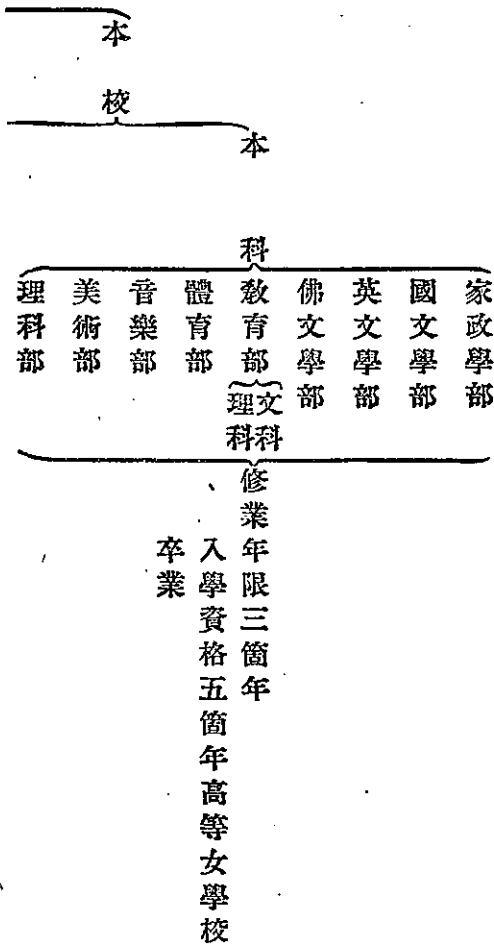 本科
家政學部
國文學部
英文學部
佛文學部
教育部
文科
理科
體育部
音樂部
美術部
理科部
修業年限三箇年
入學資格五箇年高等女學校
卒業
本校